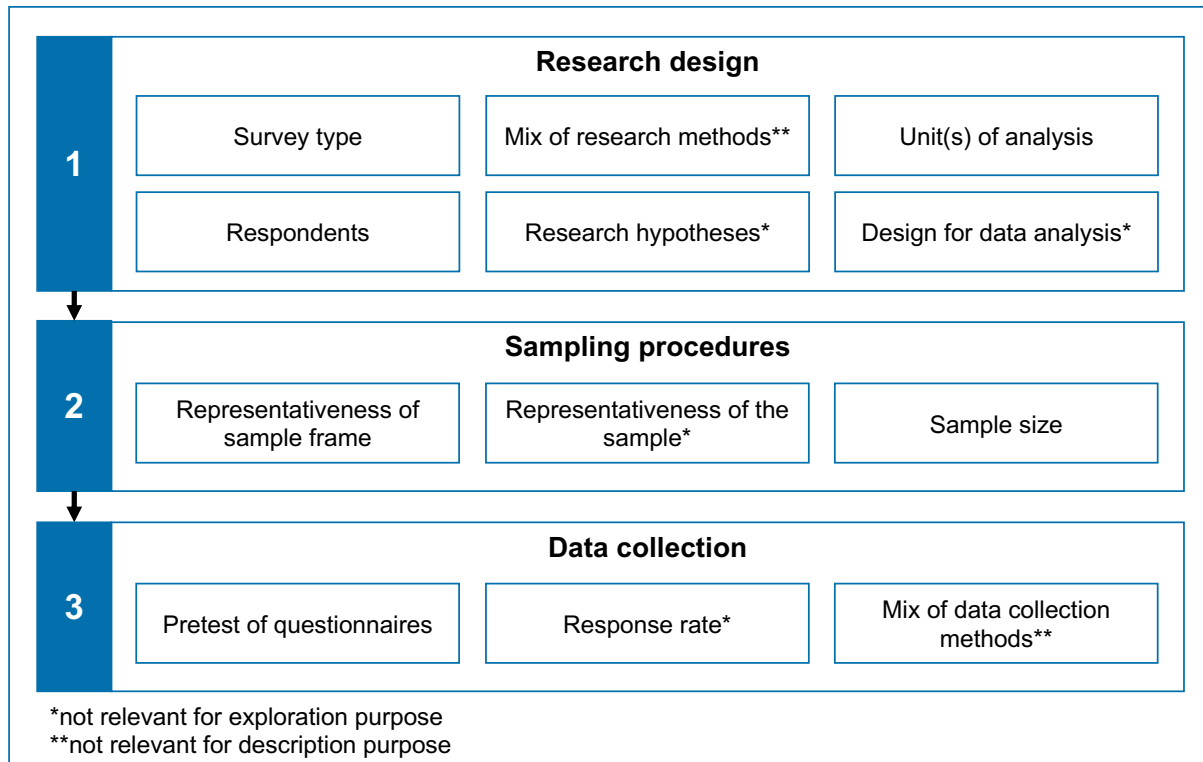 Research design
1
Survey type
Mix of research methods**
Unit(s) of analysis
Respondents
Research hypotheses*
Design for data analysis*
Sampling procedures
2
Representativeness of
sample frame
Representativeness of the
sample*
Sample size
Data collection
3
Pretest of questionnaires
Response rate*
Mix of data collection
methods**
*not relevant for exploration purpose
**not relevant for description purpose